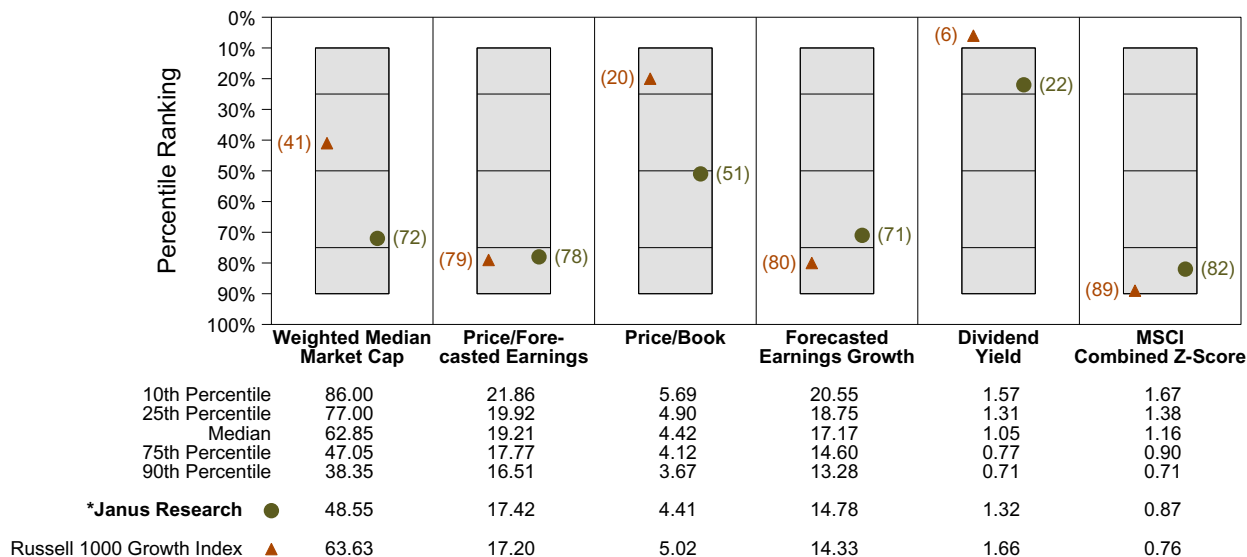 Percentile Ranking
0%
10%
20%
30%
40%
50%
60%
70%
80%
90%
100%
(41)
(72)
(79)
(78)
(20)
(51)
(80)
(71)
(6)
(22)
(89)
(82)
Weighted Median
Market Cap
Price/Fore-
casted Earnings
Price/Book
Forecasted
Earnings Growth
Dividend
Yield
MSCI
Combined Z-Score
10th Percentile 86.00 21.86 5.69 20.55 1.57 1.67
25th Percentile 77.00 19.92 4.90 18.75 1.31 1.38
Median 62.85 19.21 4.42 17.17 1.05 1.16
75th Percentile 47.05 17.77 4.12 14.60 0.77 0.90
90th Percentile 38.35 16.51 3.67 13.28 0.71 0.71
*Janus Research 48.55 17.42 4.41 14.78 1.32 0.87
Russell 1000 Growth Index 63.63 17.20 5.02 14.33 1.66 0.76